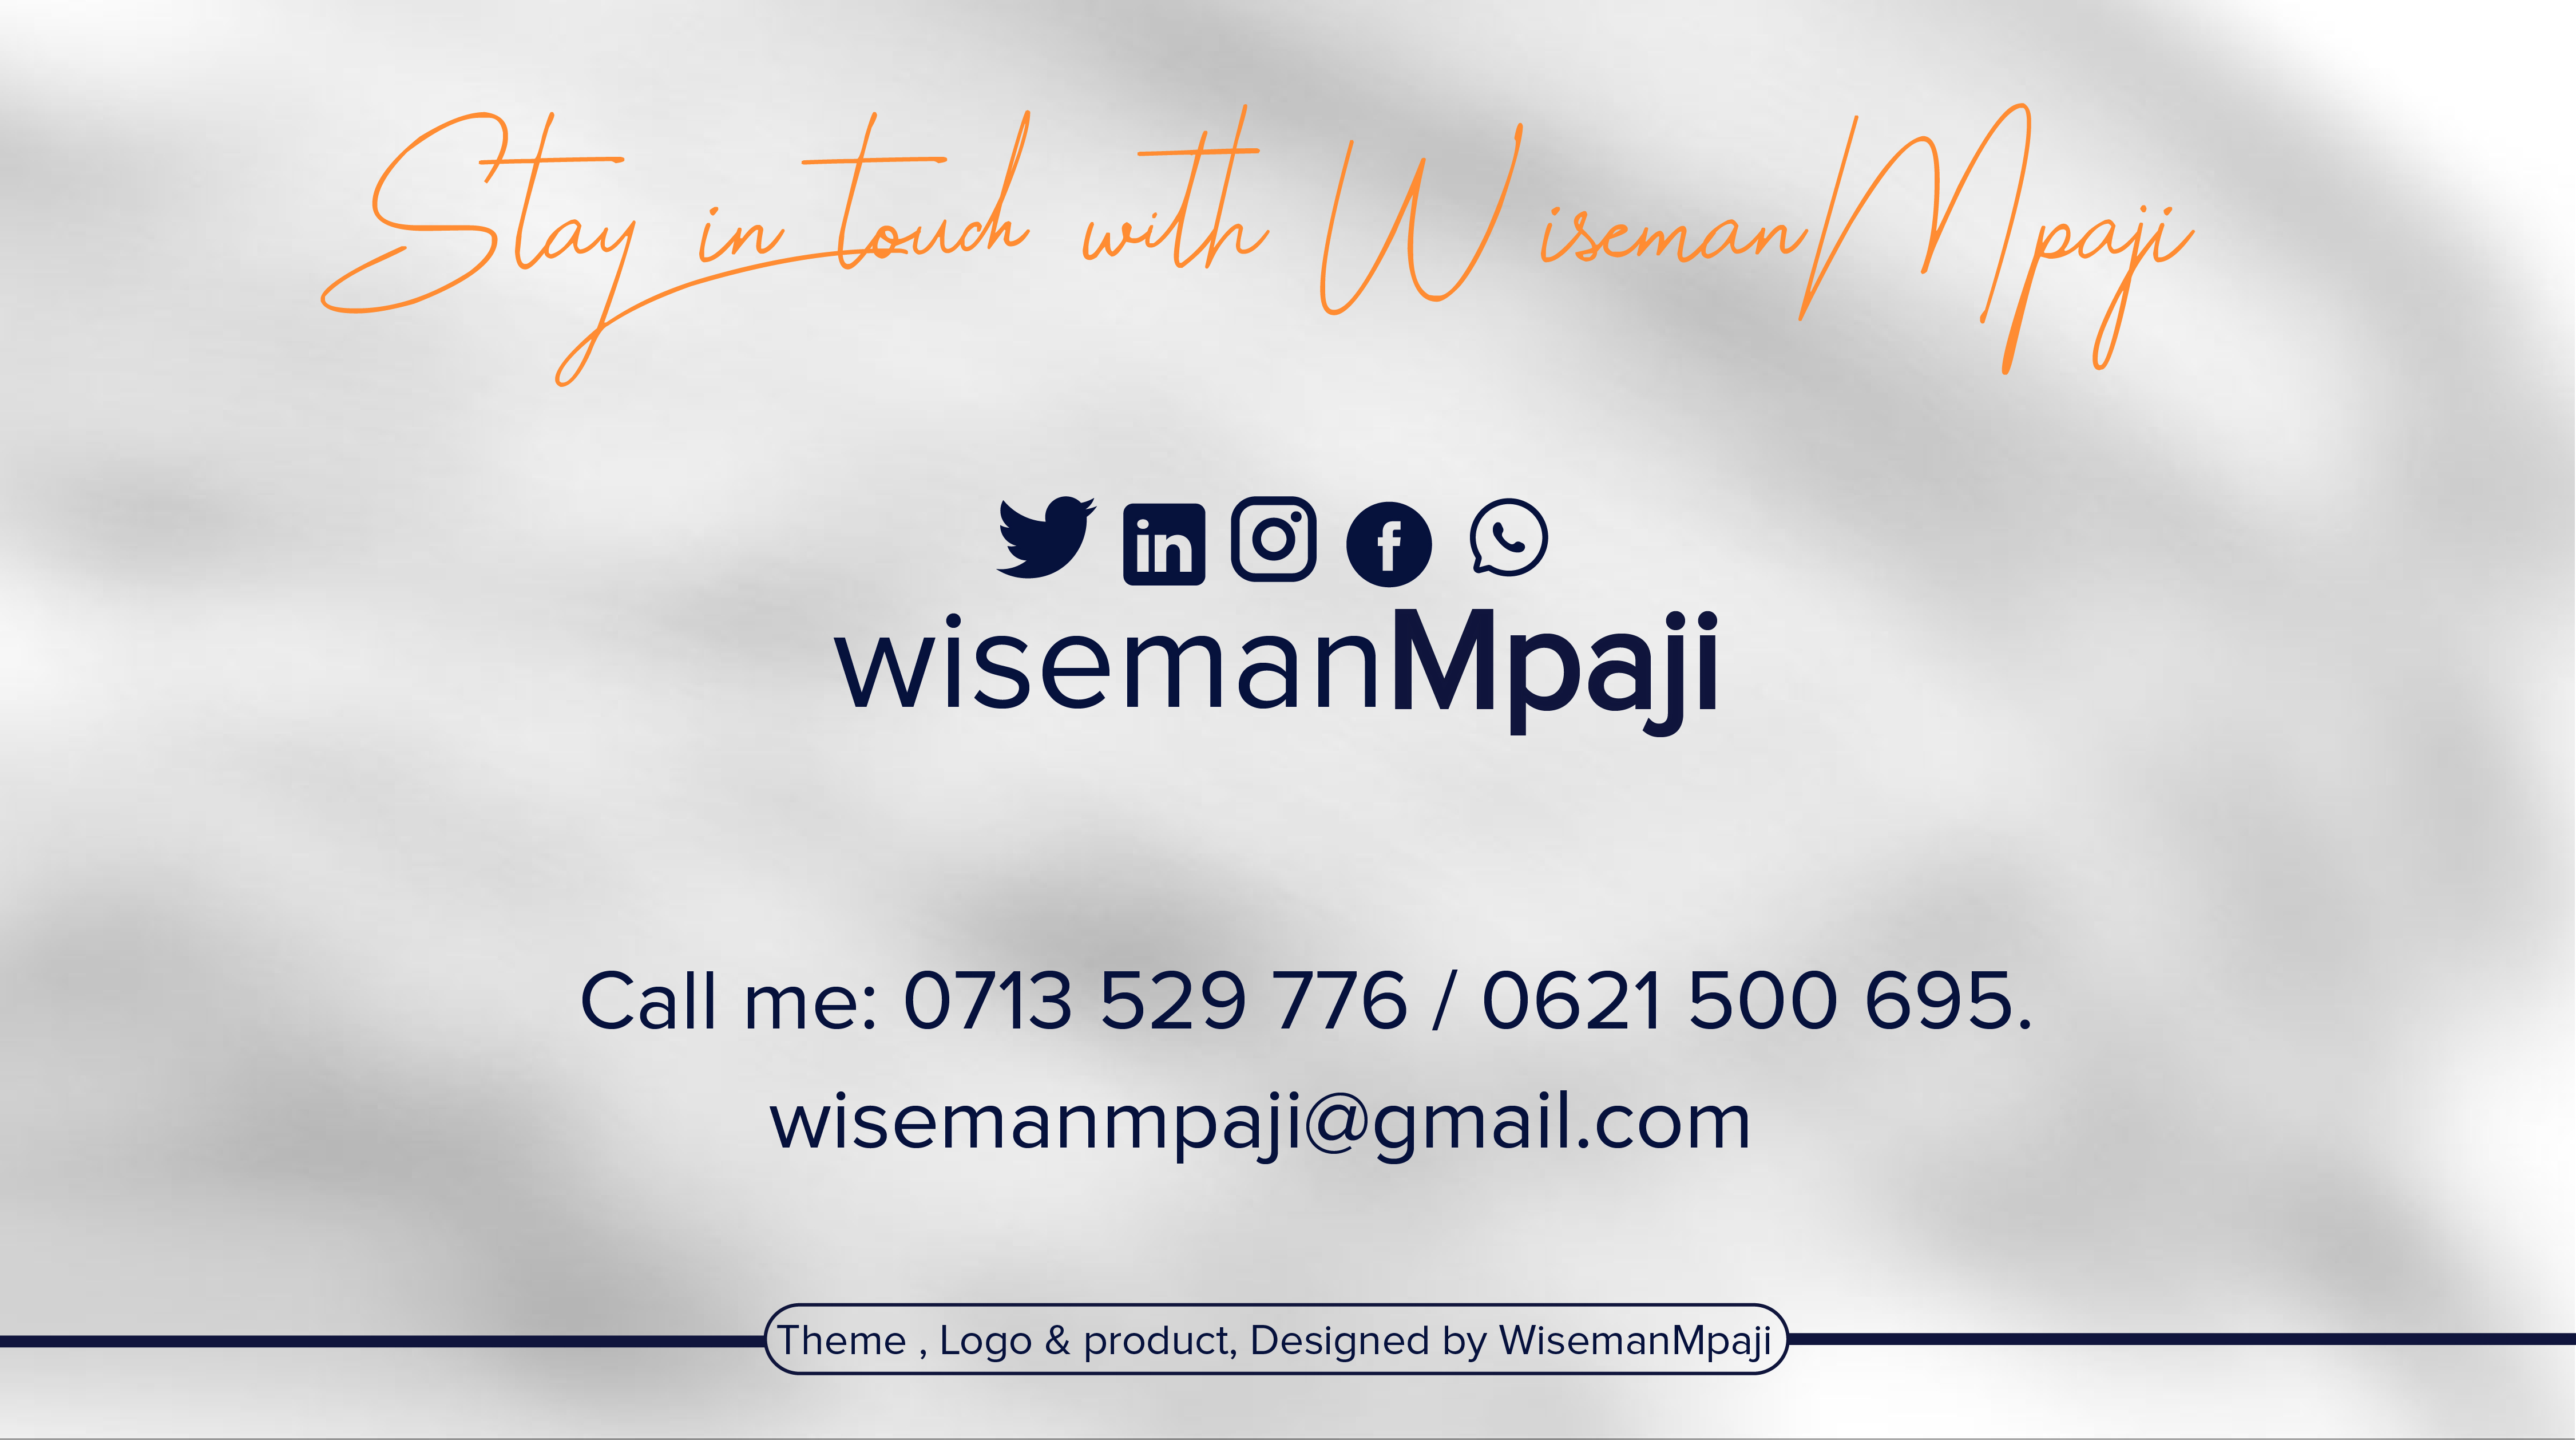 Stay in touch with WisemanMpaji
wisemanMpaji
Call me: 0713 529 776 / 0621 500 695.
wisemanmpaji@gmail.com
Theme , Logo & product, Designed by WisemanMpaji